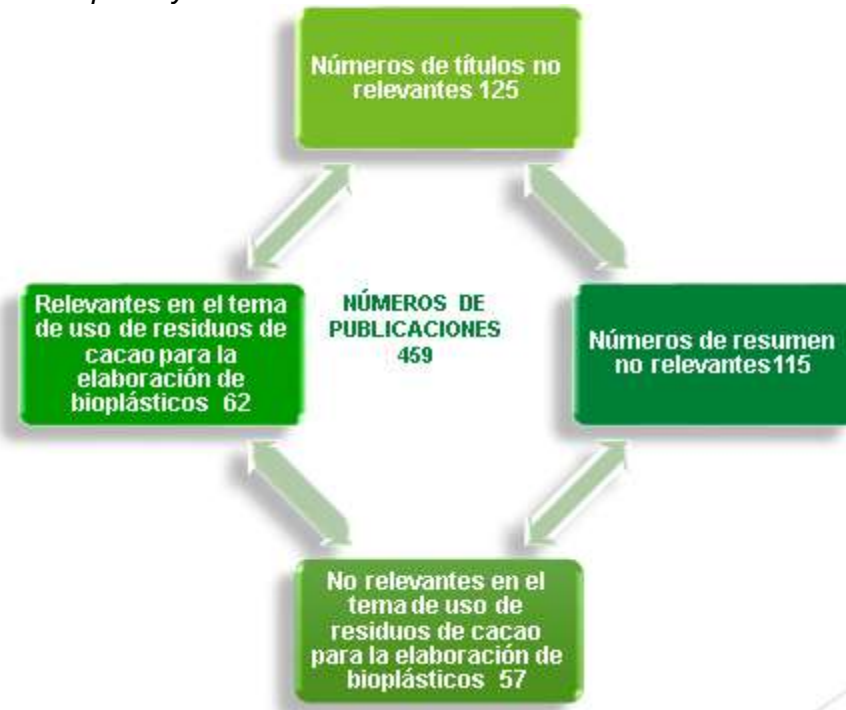 Números de títulos no
relevantes 125
Relevantes en el tema
de uso de residuos de
cacao para la
elaboración de
bioplásticos 62
NÚMEROS DE
PUBLICACIONES
459
Números de resumen
no relevantes 115
No relevantes en el
tema de uso de
residuos de cacao
para la elaboración de
bioplásticos 57